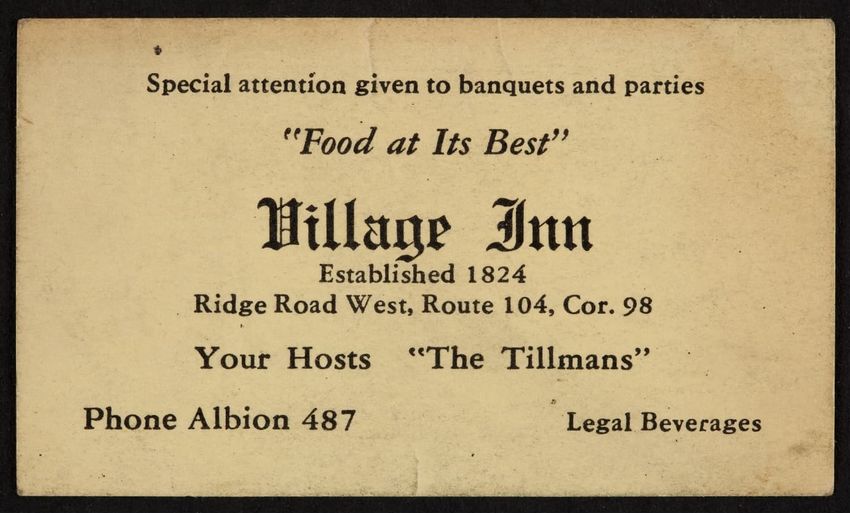 Special attention given to banquets and parties
"Food at Its Best"
Village Inn
Established 1824
Ridge Road West, Route 104, Cor. 98
Your Hosts "The Tillmans"
Phone Albion 487
Legal Beverages